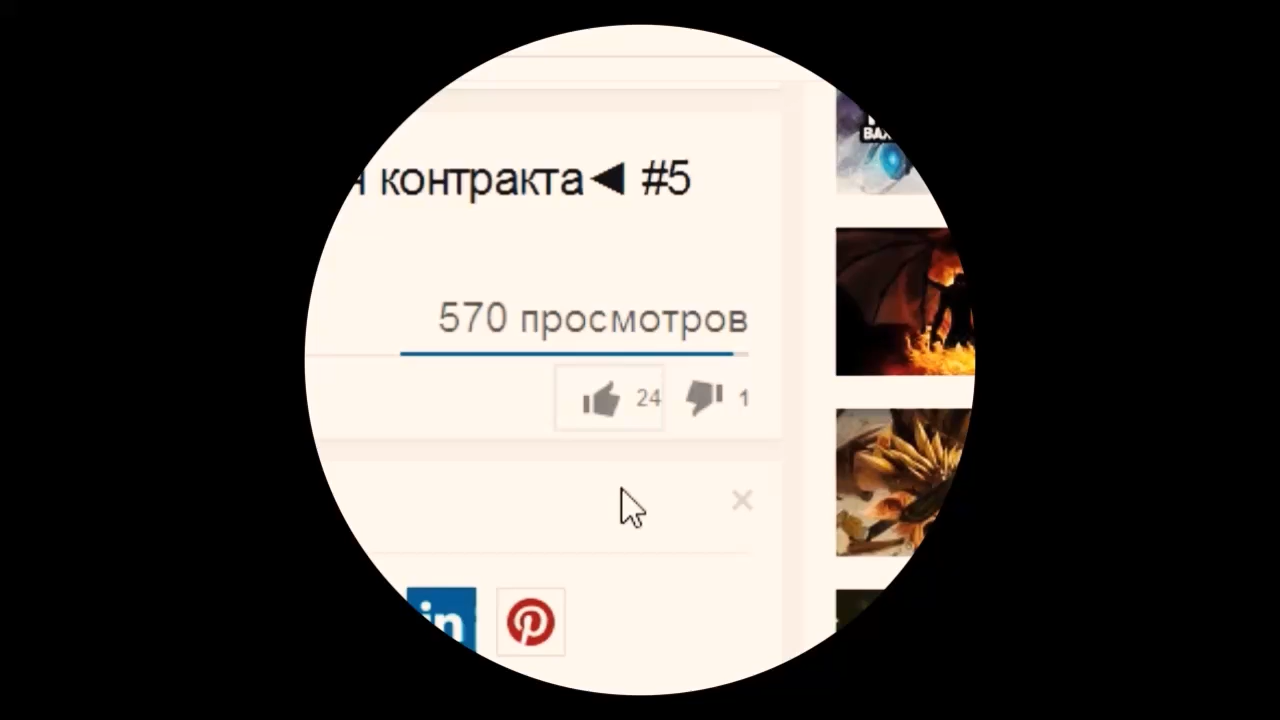 контракта◄ #5
570 просмотров
24 1
in